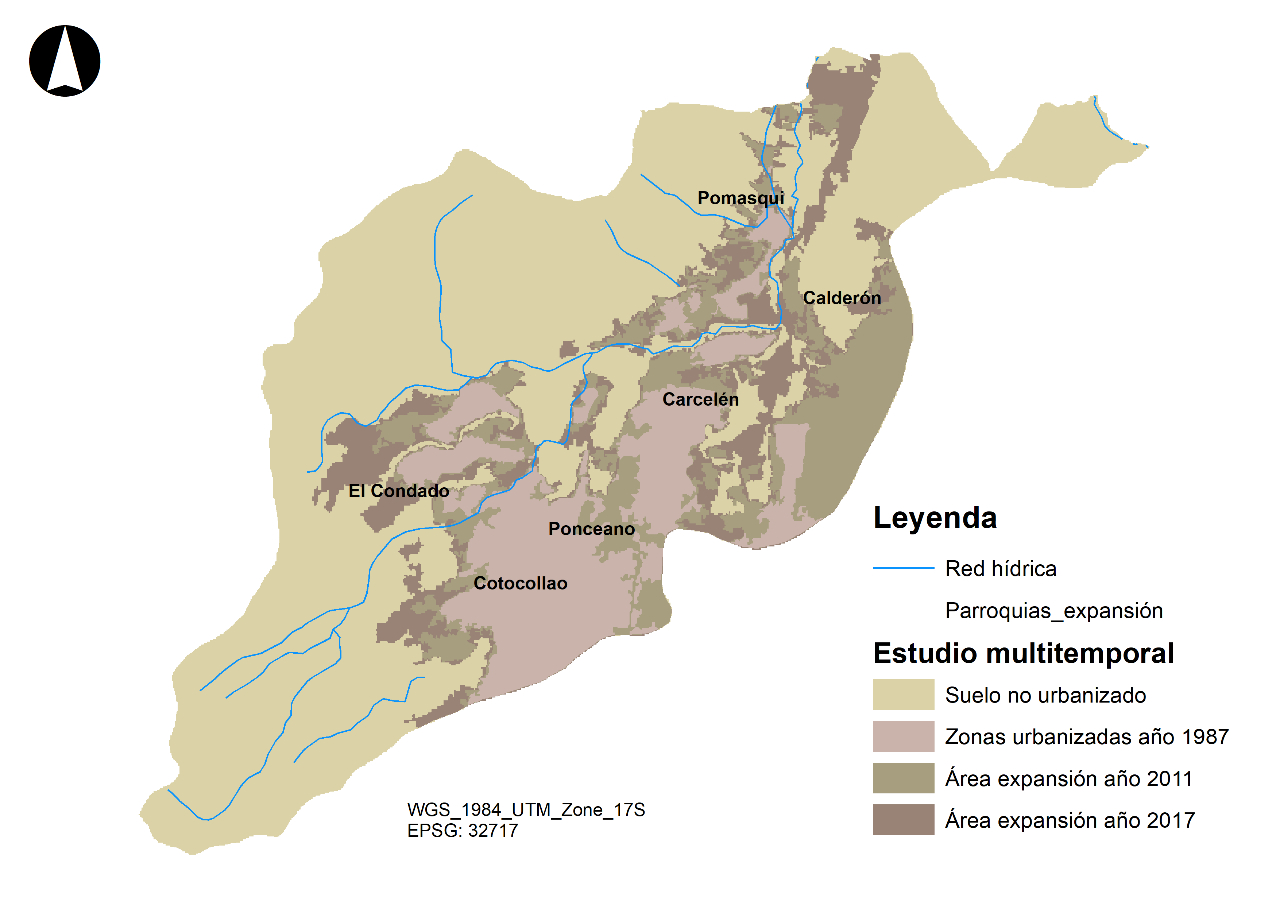 Pomasqui
Calderón
Carcelén
El Condado
Ponceano
Cotocollao
Leyenda
Red hídrica
Parroquias_expansión
Estudio multitemporal
Suelo no urbanizado
Zonas urbanizadas año 1987
Área expansión año 2011
Área expansión año 2017
WGS_1984_UTM_Zone_17S
EPSG: 32717